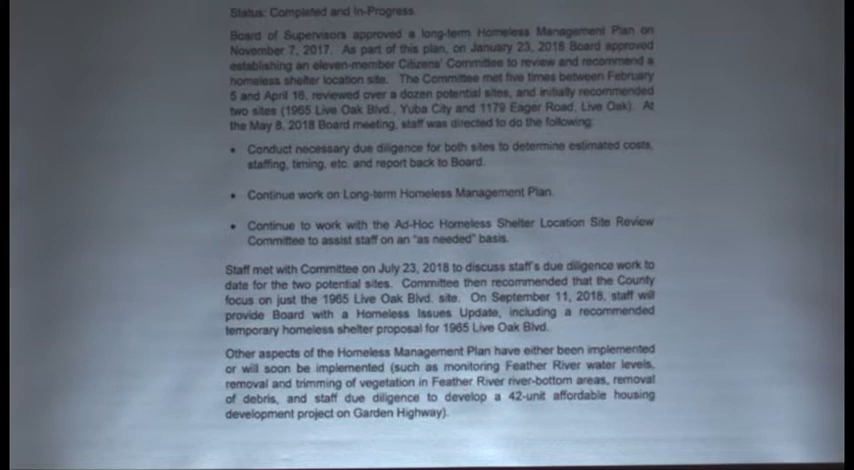 Status: Completed and In-Progress
Board of Supervisors approved a long-term Homeless Management Plan on
November 7, 2017. As part of this plan, on January 23, 2018 Board approved
establishing an eleven-member Citizens' Committee to review and recommend a
homeless shelter location site. The Committee met five times between February
5 and April 16, reviewed over a dozen potential sites, and initially recommended
two sites (1965 Live Oak Blvd., Yuba City and 1179 Eager Road, Live Oak). At
the May 8, 2018 Board meeting, staff was directed to do the following:
• Conduct necessary due diligence for both sites to determine estimated costs,
staffing, timing, etc. and report back to Board.
• Continue work on Long-term Homeless Management Plan.
• Continue to work with the Ad-Hoc Homeless Shelter Location Site Review
Committee to assist staff on an "as needed" basis.
Staff met with Committee on July 23, 2018 to discuss staff's due diligence work to
date for the two potential sites. Committee then recommended that the County
focus on just the 1965 Live Oak Blvd. site. On September 11, 2018, staff will
provide Board with a Homeless Issues Update, including a recommended
temporary homeless shelter proposal for 1965 Live Oak Blvd.
Other aspects of the Homeless Management Plan have either been implemented
or will soon be implemented (such as monitoring Feather River water levels,
removal and trimming of vegetation in Feather River river-bottom areas, removal
of debris, and staff due diligence to develop a 42-unit affordable housing
development project on Garden Highway).